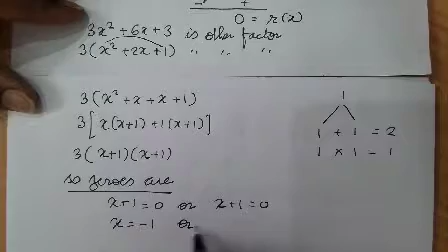 0 = r(x)
3x² + 6x + 3 is other factor
3(x² + 2x + 1) " " "
3(x² + x + x + 1)
3[x(x+1) + 1(x+1)]
3(x+1)(x+1)
so zeroes are
x+1 = 0 or x+1 = 0
x = -1 or
1
1 + 1 = 2
1 × 1 = 1